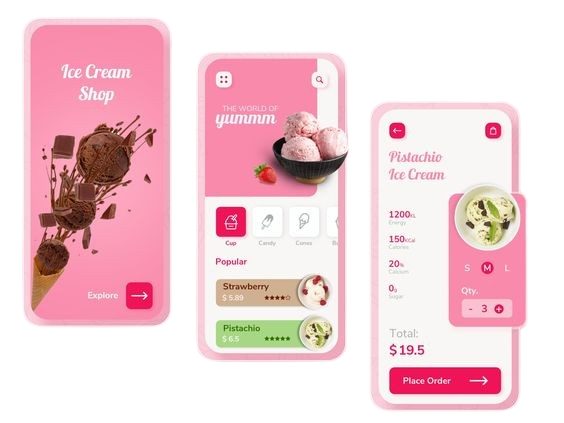 Ice Cream
Shop
Explore
THE WORLD OF
yummm
Cup
Candy
Cones
Popular
Strawberry
$ 5.89
Pistachio
$ 6.5
Pistachio
Ice Cream
1200KL
Energy
150KCal
Calories
20%
Calcium
0g
Sugar
S M L
Qty.
- 3 +
Total:
$ 19.5
Place Order